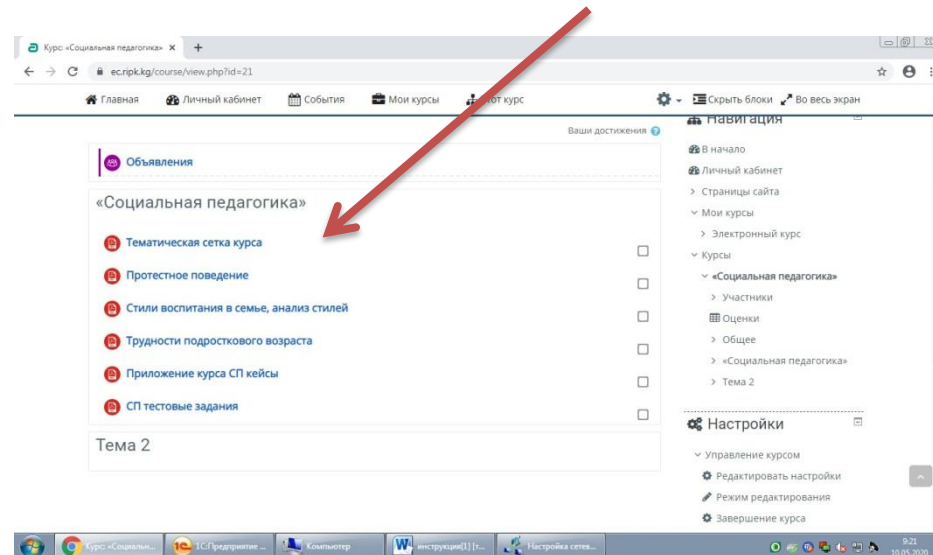 Курс: «Социальная педагогика»
ec.ripk.kg/course/view.php?id=21
Главная Личный кабинет События Мои курсы Этот курс Скрыть блоки Во весь экран
Ваши достижения
Объявления
«Социальная педагогика»
Тематическая сетка курса
Протестное поведение
Стили воспитания в семье, анализ стилей
Трудности подросткового возраста
Приложение курса СП кейсы
СП тестовые задания
Тема 2
Навигация
В начало
Личный кабинет
Страницы сайта
Мои курсы
Электронный курс
Курсы
«Социальная педагогика»
Участники
Оценки
Общее
«Социальная педагогика»
Тема 2
Настройки
Управление курсом
Редактировать настройки
Режим редактирования
Завершение курса
Курс: «Социальн... 1С:Предприятие ... Компьютер инструкция[1] [т... Настройка сетев... 9:21
10.05.2020